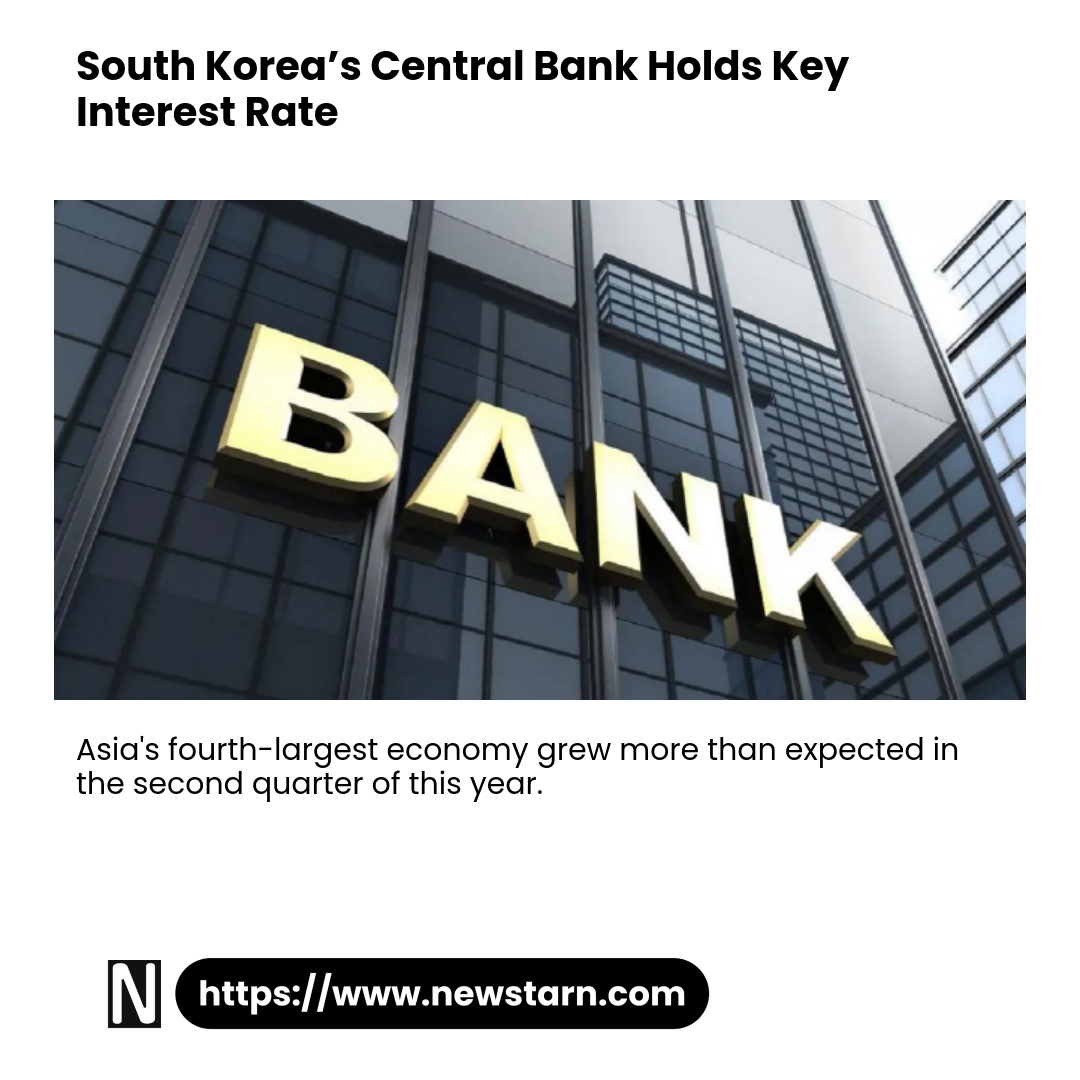 South Korea’s Central Bank Holds Key
Interest Rate
BANK
Asia's fourth-largest economy grew more than expected in
the second quarter of this year.
N
https://www.newstarn.com